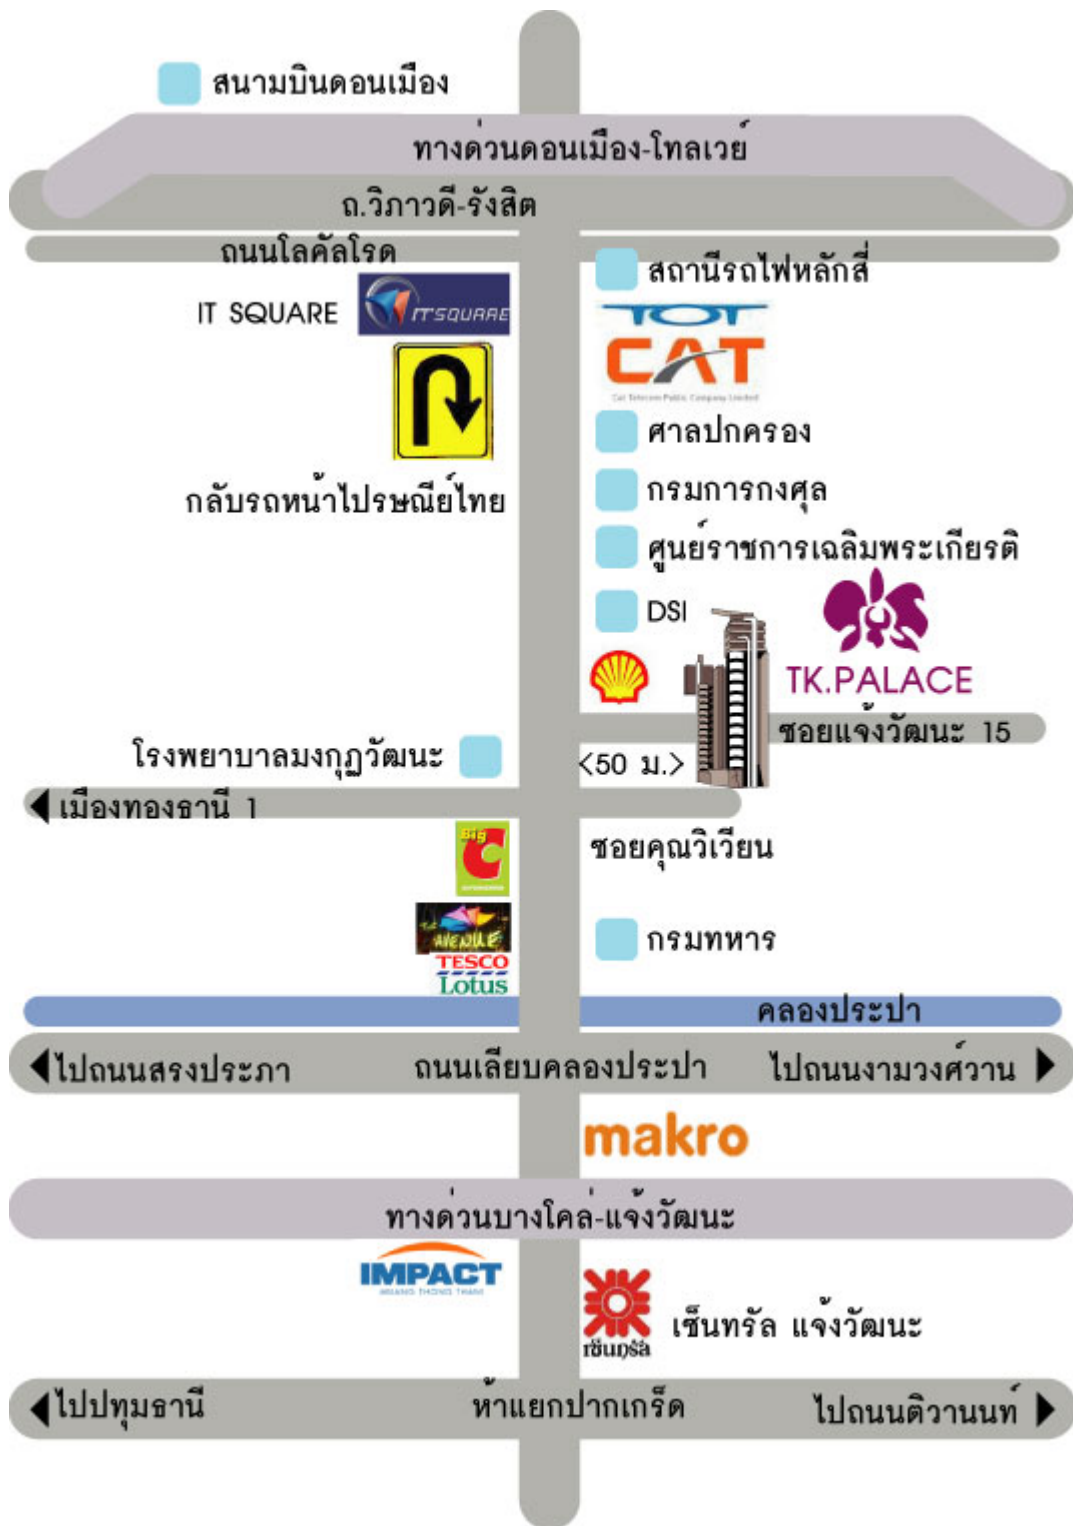 สนามบินดอนเมือง
ทางด่วนดอนเมือง-โทลเวย์
ถ.วิภาวดี-รังสิต
ถนนโลคัลโรด
สถานีรถไฟหลักสี่
IT SQUARE
ITSQUARE
TOT
CAT
Cat Telecom Public Company Limited
ศาลปกครอง
กรมการกงศุล
กลับรถหน้าไปรษณีย์ไทย
ศูนย์ราชการเฉลิมพระเกียรติ
DSI
TK.PALACE
ซอยแจ้งวัฒนะ 15
โรงพยาบาลมงกุฎวัฒนะ
<50 ม.>
เมืองทองธานี 1
Big C
ซอยคุณวิเวียน
THE AVENUE
กรมทหาร
TESCO
Lotus
คลองประปา
ไปถนนสรงประภา
ถนนเลียบคลองประปา
ไปถนนงามวงศ์วาน
makro
ทางด่วนบางโคล่-แจ้งวัฒนะ
IMPACT
MUANG THONG THANI
เซ็นทรัล
เซ็นทรัล แจ้งวัฒนะ
ไปปทุมธานี
ห้าแยกปากเกร็ด
ไปถนนติวานนท์